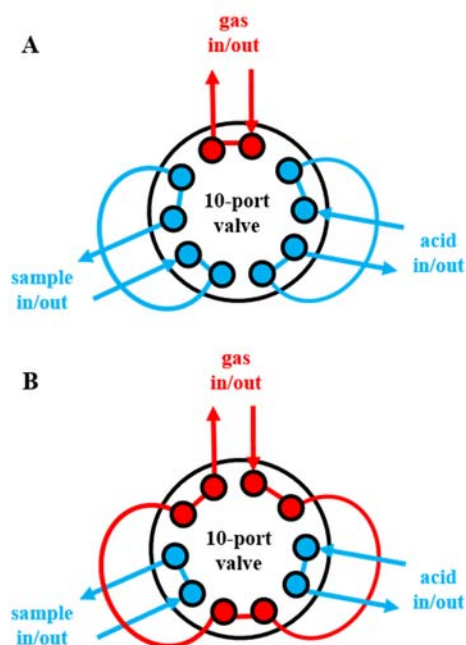 A
gas
in/out
10-port
valve
sample
in/out
acid
in/out
B
gas
in/out
10-port
valve
sample
in/out
acid
in/out